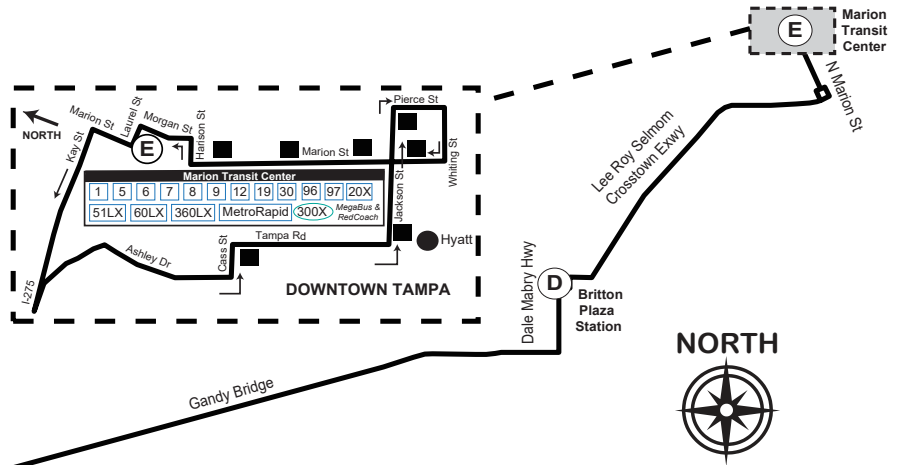 Marion
Transit
Center
E
N Marion St
Lee Roy Selmom
Crosstown Exwy
D
Britton
Plaza
Station
Dale Mabry Hwy
Gandy Bridge
NORTH
NORTH
Kay St
Marion St
Laurel St
Morgan St
Harison St
E
Marion St
Pierce St
Whiting St
Jackson St
Marion Transit Center
1 5 6 7 8 9 12 19 30 96 97 20X
51LX 60LX 360LX MetroRapid 300X MegaBus &
RedCoach
Tampa Rd
Cass St
Ashley Dr
Hyatt
I-275
DOWNTOWN TAMPA